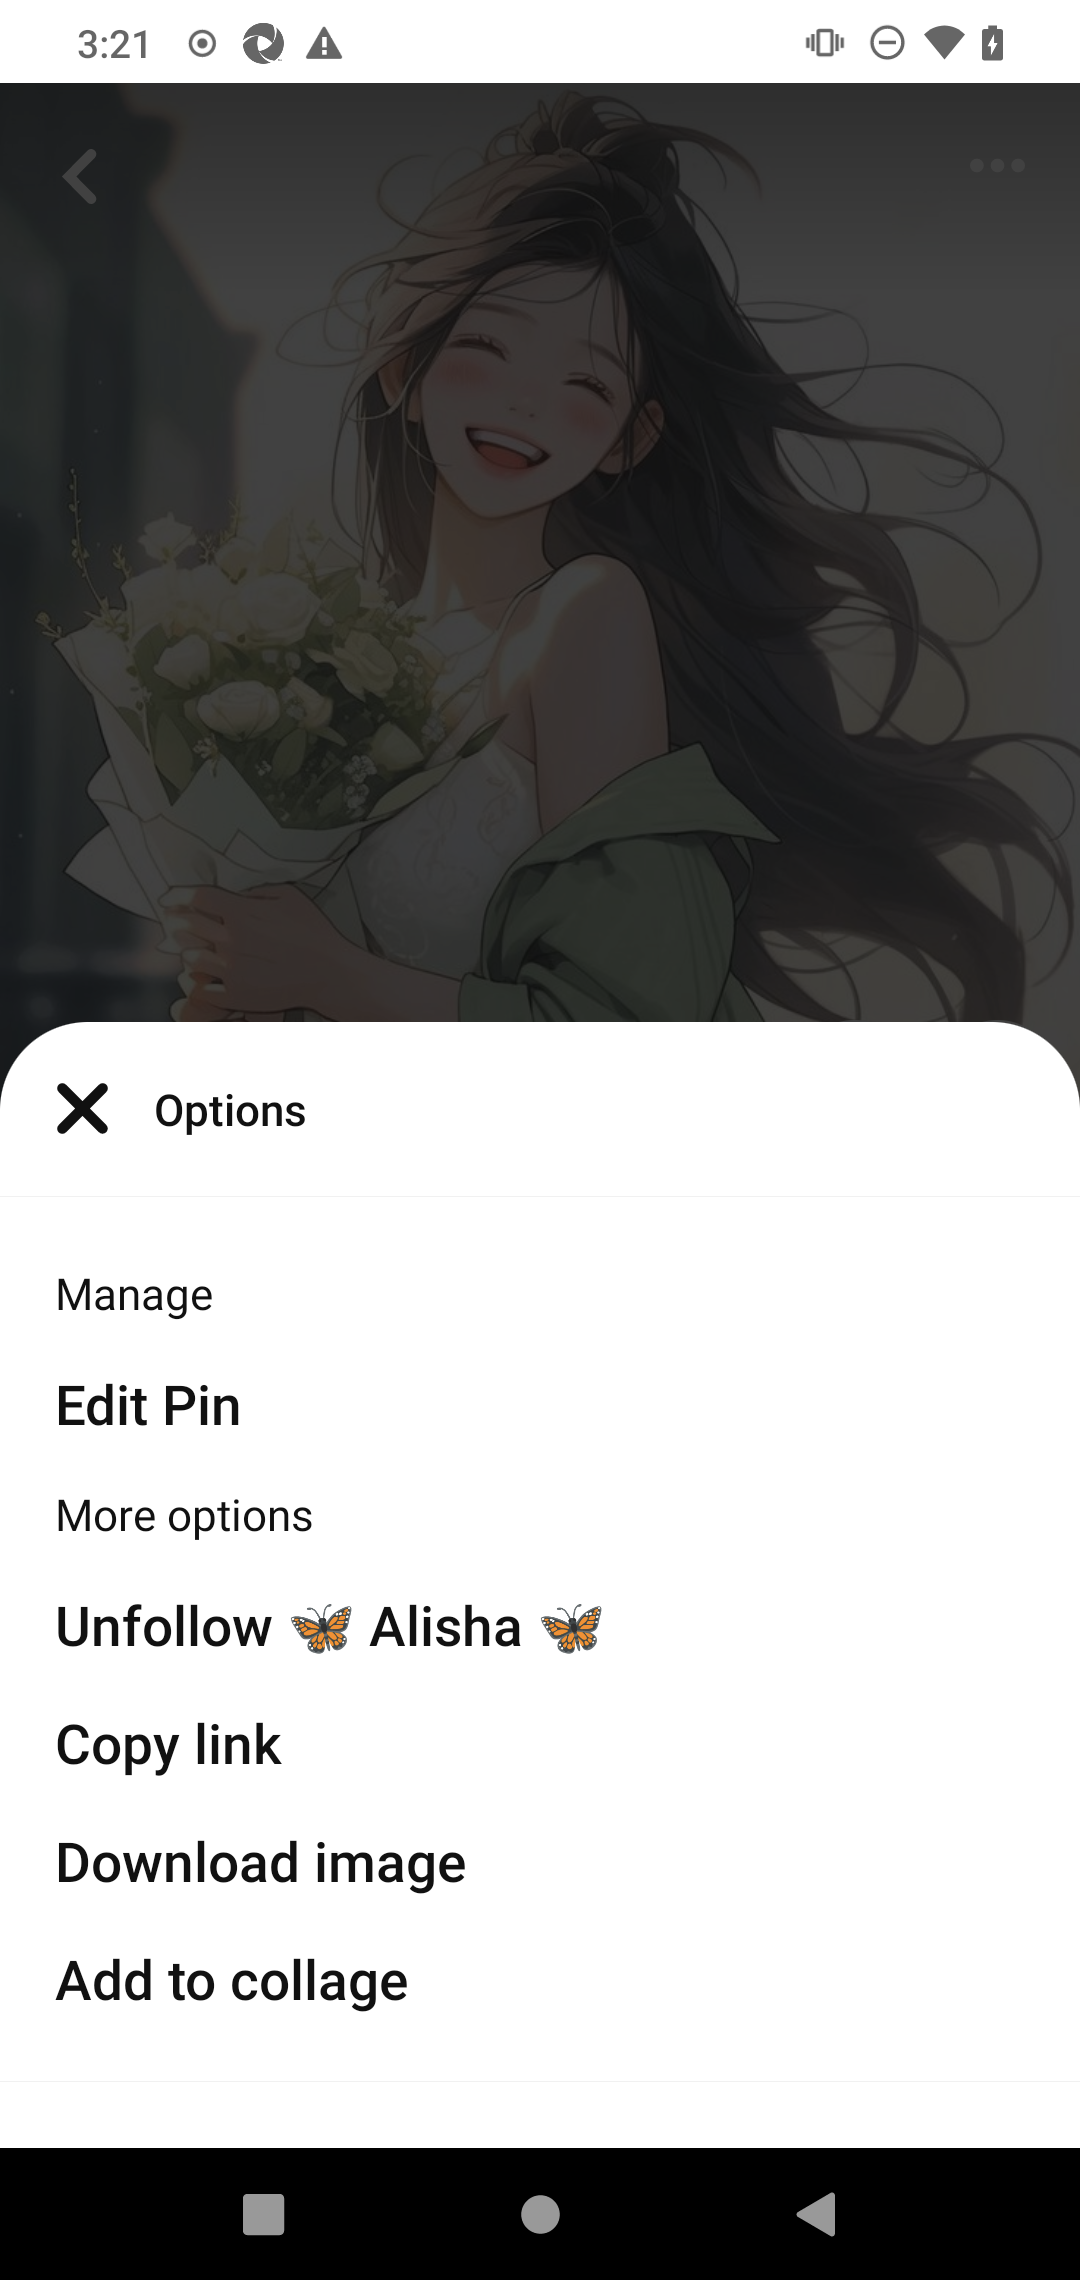 3:21
Options
Manage
Edit Pin
More options
Unfollow 🦋 Alisha 🦋
Copy link
Download image
Add to collage